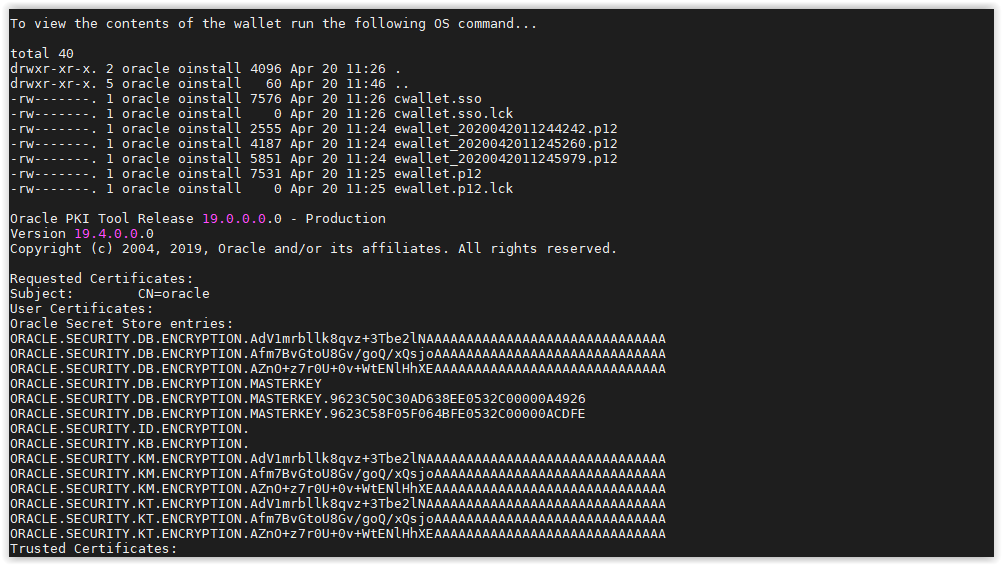 To view the contents of the wallet run the following OS command...
total 40
drwxr-xr-x. 2 oracle oinstall 4096 Apr 20 11:26 .
drwxr-xr-x. 5 oracle oinstall   60 Apr 20 11:46 ..
-rw-------. 1 oracle oinstall 7576 Apr 20 11:26 cwallet.sso
-rw-------. 1 oracle oinstall    0 Apr 20 11:26 cwallet.sso.lck
-rw-------. 1 oracle oinstall 2555 Apr 20 11:24 ewallet_2020042011244242.p12
-rw-------. 1 oracle oinstall 4187 Apr 20 11:24 ewallet_2020042011245260.p12
-rw-------. 1 oracle oinstall 5851 Apr 20 11:24 ewallet_2020042011245979.p12
-rw-------. 1 oracle oinstall 7531 Apr 20 11:25 ewallet.p12
-rw-------. 1 oracle oinstall    0 Apr 20 11:25 ewallet.p12.lck
Oracle PKI Tool Release 19.0.0.0.0 - Production
Version 19.4.0.0.0
Copyright (c) 2004, 2019, Oracle and/or its affiliates. All rights reserved.
Requested Certificates:
Subject:        CN=oracle
User Certificates:
Oracle Secret Store entries:
ORACLE.SECURITY.DB.ENCRYPTION.AdV1mrbllk8qvz+3Tbe2lNAAAAAAAAAAAAAAAAAAAAAAAAAAAAAA
ORACLE.SECURITY.DB.ENCRYPTION.Afm7BvGtoU8Gv/goQ/xQsjoAAAAAAAAAAAAAAAAAAAAAAAAAAAAA
ORACLE.SECURITY.DB.ENCRYPTION.AZnO+z7r0U+0v+WtENlHhXEAAAAAAAAAAAAAAAAAAAAAAAAAAAAA
ORACLE.SECURITY.DB.ENCRYPTION.MASTERKEY
ORACLE.SECURITY.DB.ENCRYPTION.MASTERKEY.9623C50C30AD638EE0532C00000A4926
ORACLE.SECURITY.DB.ENCRYPTION.MASTERKEY.9623C58F05F064BFE0532C00000ACDFE
ORACLE.SECURITY.ID.ENCRYPTION.
ORACLE.SECURITY.KB.ENCRYPTION.
ORACLE.SECURITY.KM.ENCRYPTION.AdV1mrbllk8qvz+3Tbe2lNAAAAAAAAAAAAAAAAAAAAAAAAAAAAAA
ORACLE.SECURITY.KM.ENCRYPTION.Afm7BvGtoU8Gv/goQ/xQsjoAAAAAAAAAAAAAAAAAAAAAAAAAAAAA
ORACLE.SECURITY.KM.ENCRYPTION.AZnO+z7r0U+0v+WtENlHhXEAAAAAAAAAAAAAAAAAAAAAAAAAAAAA
ORACLE.SECURITY.KT.ENCRYPTION.AdV1mrbllk8qvz+3Tbe2lNAAAAAAAAAAAAAAAAAAAAAAAAAAAAAA
ORACLE.SECURITY.KT.ENCRYPTION.Afm7BvGtoU8Gv/goQ/xQsjoAAAAAAAAAAAAAAAAAAAAAAAAAAAAA
ORACLE.SECURITY.KT.ENCRYPTION.AZnO+z7r0U+0v+WtENlHhXEAAAAAAAAAAAAAAAAAAAAAAAAAAAAA
Trusted Certificates: